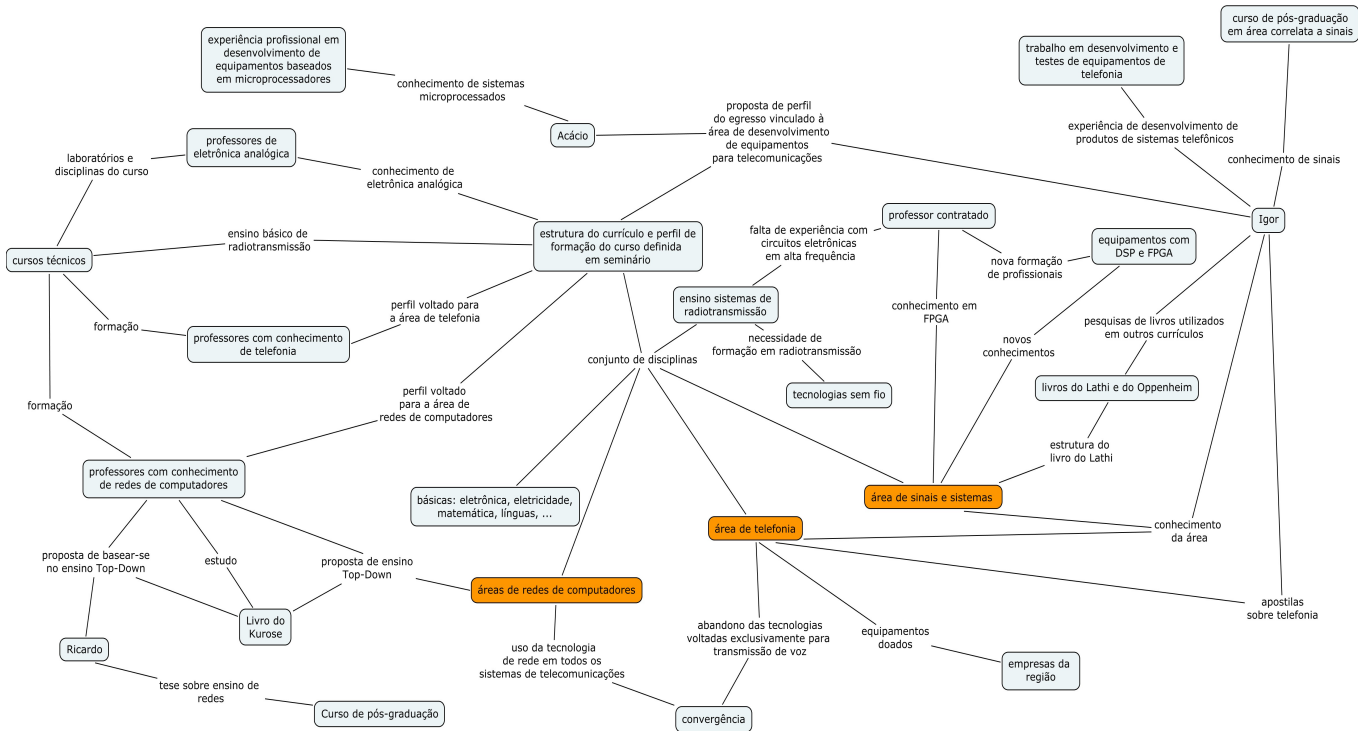 curso de pós-graduação
em área correlata a sinais
experiência profissional em
desenvolvimento de
equipamentos baseados
em microprocessadores
trabalho em desenvolvimento e
testes de equipamentos de
telefonia
conhecimento de sistemas
microprocessados
proposta de perfil
do egresso vinculado à
área de desenvolvimento
de equipamentos
para telecomunicações
Acácio
experiência de desenvolvimento de
produtos de sistemas telefônicos
conhecimento de sinais
professores de
eletrônica analógica
laboratórios e
disciplinas do curso
conhecimento de
eletrônica analógica
Igor
professor contratado
ensino básico de
radiotransmissão
estrutura do currículo e perfil de
formação do curso definida
em seminário
falta de experiência com
circuitos eletrônicas
em alta frequência
equipamentos com
DSP e FPGA
cursos técnicos
nova formação
de profissionais
ensino sistemas de
radiotransmissão
conhecimento em
FPGA
perfil voltado para
a área de telefonia
formação
professores com conhecimento
de telefonia
pesquisas de livros utilizados
em outros currículos
necessidade de
formação em radiotransmissão
novos
conhecimentos
conjunto de disciplinas
livros do Lathi e do Oppenheim
tecnologias sem fio
formação
perfil voltado
para a área de
redes de computadores
estrutura do
livro do Lathi
professores com conhecimento
de redes de computadores
básicas: eletrônica, eletricidade,
matemática, línguas, ...
área de sinais e sistemas
área de telefonia
conhecimento
da área
proposta de basear-se
no ensino Top-Down
estudo
proposta de ensino
Top-Down
áreas de redes de computadores
apostilas
sobre telefonia
Livro do
Kurose
Ricardo
uso da tecnologia
de rede em todos os
sistemas de telecomunicações
abandono das tecnologias
voltadas exclusivamente para
transmissão de voz
equipamentos
doados
empresas da
região
tese sobre ensino de
redes
Curso de pós-graduação
convergência